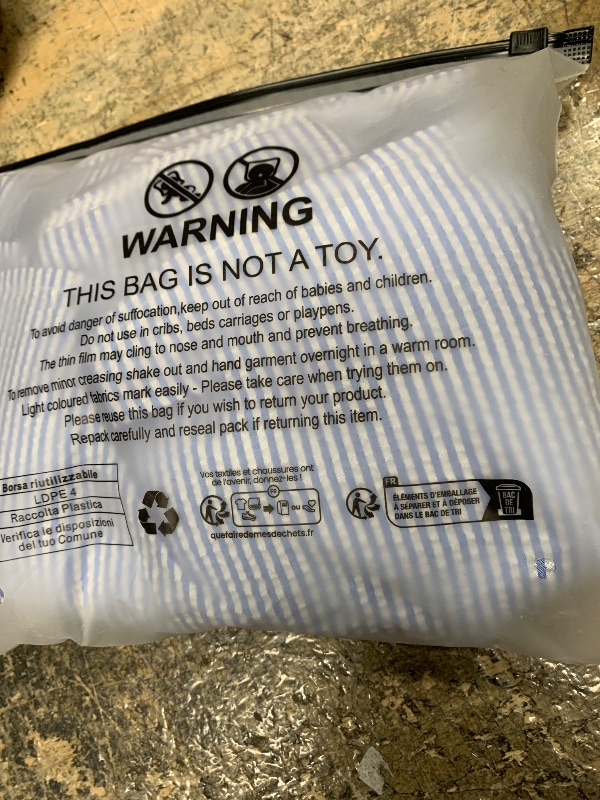 WARNING
THIS BAG IS NOT A TOY.
To avoid danger of suffocation,keep out of reach of babies and children.
Do not use in cribs, beds carriages or playpens.
The thin film may cling to nose and mouth and prevent breathing.
To remove minor creasing shake out and hand garment overnight in a warm room.
Light coloured fabrics mark easily - Please take care when trying them on.
Please reuse this bag if you wish to return your product.
Repack carefully and reseal pack if returning this item.
Borsa riutilizzabile
LDPE 4
Raccolta Plastica
Verifica le disposizioni
del tuo Comune
Vos textiles et chaussures ont
de l'avenir, donnez-les !
FR
OU
quefairedemesdechets.fr
FR
ÉLÉMENTS D'EMBALLAGE
À SÉPARER ET À DÉPOSER
DANS LE BAC DE TRI
BAC
DE
TRI